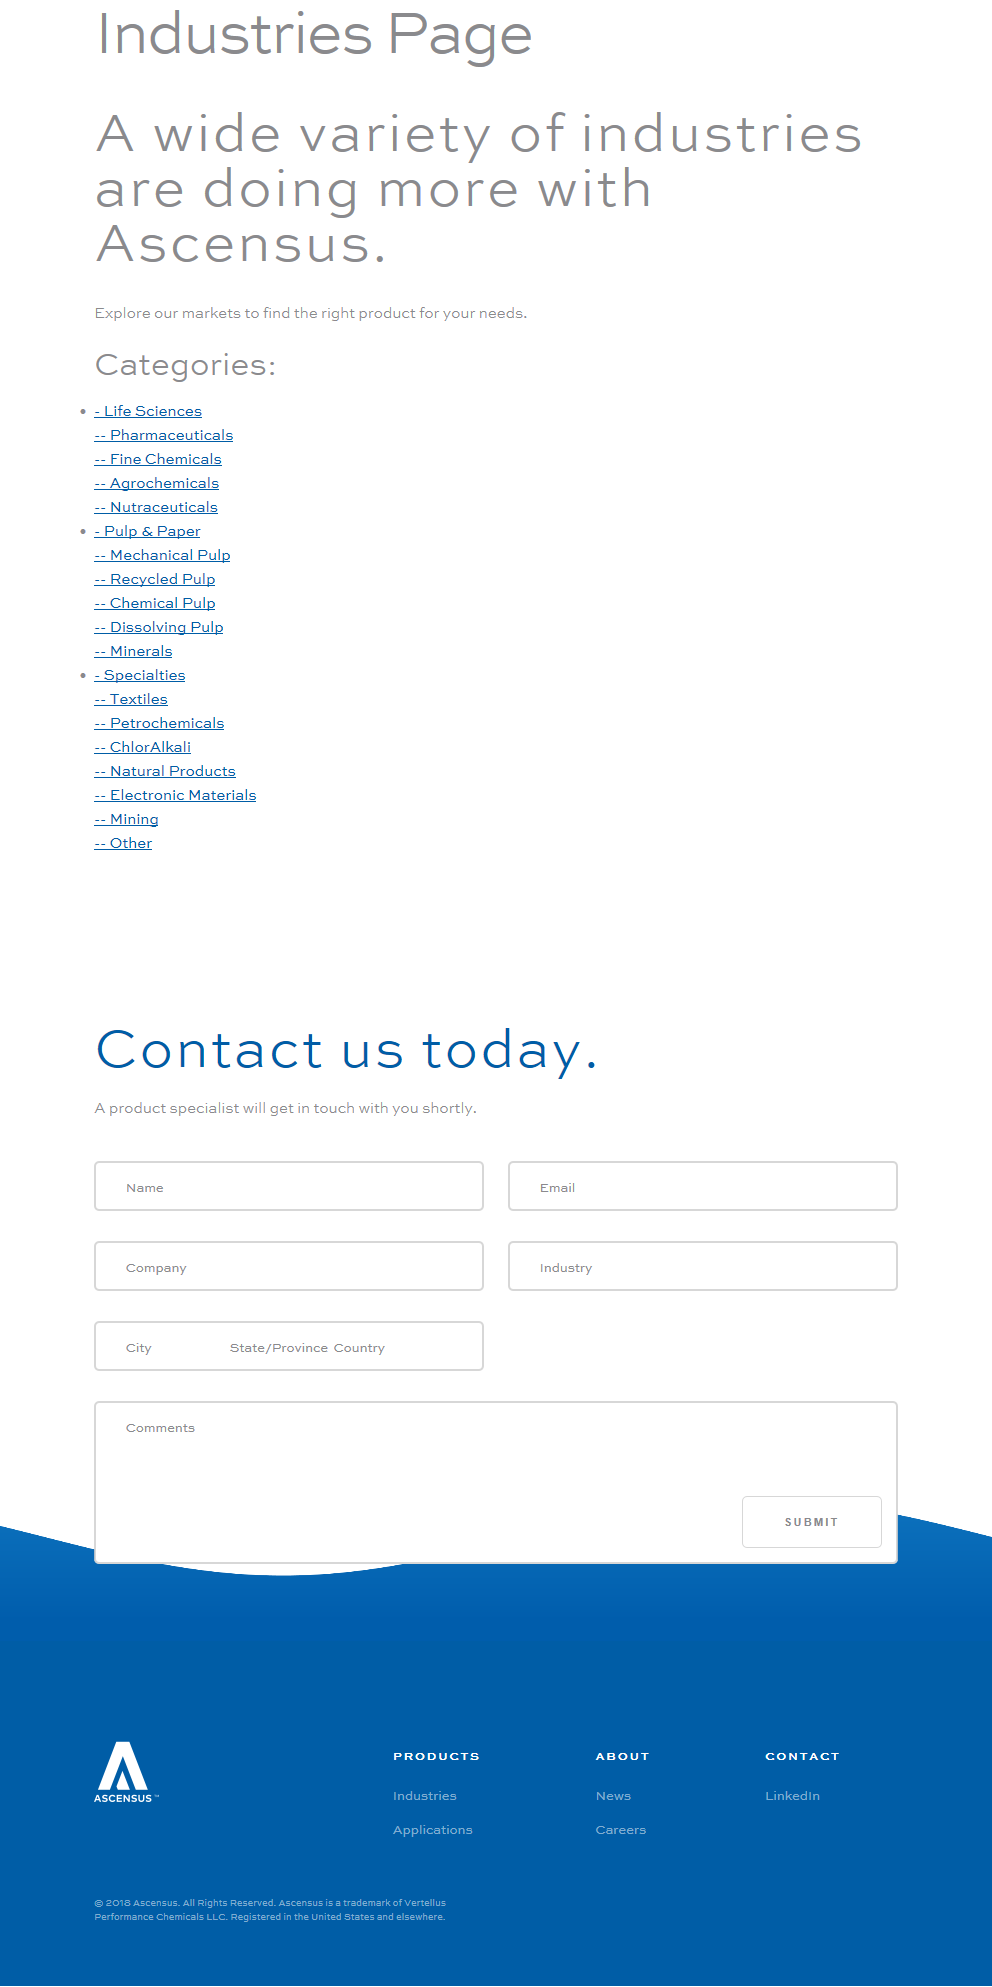 Industries Page
A wide variety of industries
are doing more with
Ascensus.
Explore our markets to find the right product for your needs.
Categories:
• - Life Sciences
-- Pharmaceuticals
-- Fine Chemicals
-- Agrochemicals
-- Nutraceuticals
• - Pulp & Paper
-- Mechanical Pulp
-- Recycled Pulp
-- Chemical Pulp
-- Dissolving Pulp
-- Minerals
• - Specialties
-- Textiles
-- Petrochemicals
-- ChlorAlkali
-- Natural Products
-- Electronic Materials
-- Mining
-- Other
Contact us today.
A product specialist will get in touch with you shortly.
Name Email
Company Industry
City State/Province Country
Comments
SUBMIT
ASCENSUS™
PRODUCTS ABOUT CONTACT
Industries News LinkedIn
Applications Careers
© 2018 Ascensus. All Rights Reserved. Ascensus is a trademark of Vertellus
Performance Chemicals LLC. Registered in the United States and elsewhere.